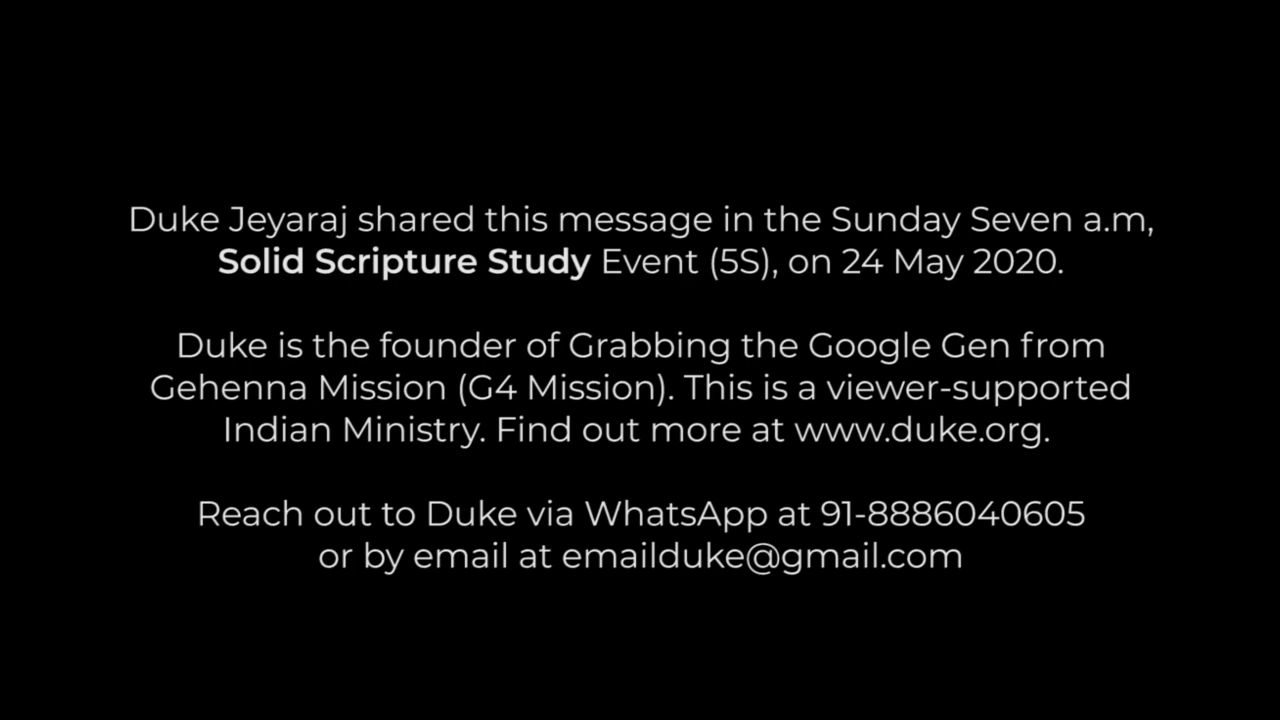 Duke Jeyaraj shared this message in the Sunday Seven a.m,
Solid Scripture Study Event (5S), on 24 May 2020.
Duke is the founder of Grabbing the Google Gen from
Gehenna Mission (G4 Mission). This is a viewer-supported
Indian Ministry. Find out more at www.duke.org.
Reach out to Duke via WhatsApp at 91-8886040605
or by email at emailduke@gmail.com